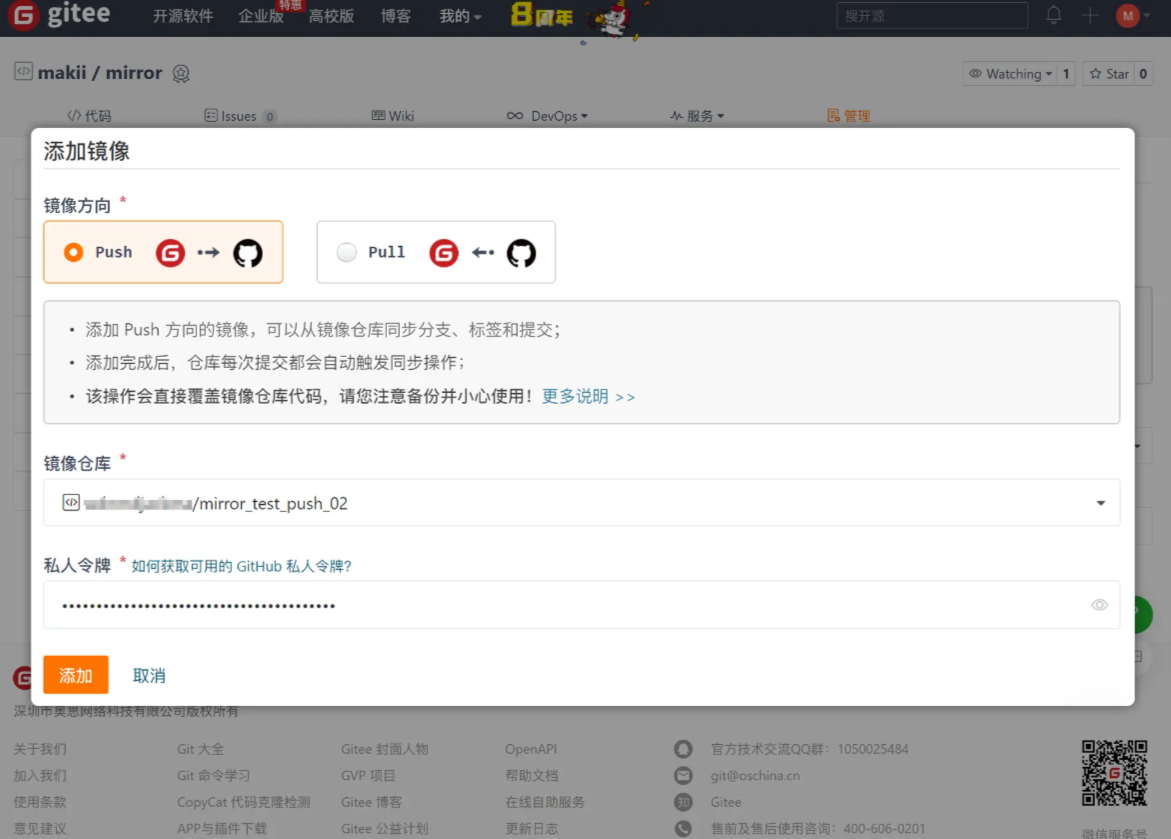 gitee 开源软件 企业版 特惠 高校版 博客 我的 8周年 搜开源 M
makii / mirror Watching 1 Star 0
代码 Issues 0 Wiki DevOps 服务 管理
添加镜像
镜像方向 *
Push Pull
• 添加 Push 方向的镜像，可以从镜像仓库同步分支、标签和提交；
• 添加完成后，仓库每次提交都会自动触发同步操作；
• 该操作会直接覆盖镜像仓库代码，请您注意备份并小心使用！更多说明 >>
镜像仓库 *
/mirror_test_push_02
私人令牌 * 如何获取可用的 GitHub 私人令牌?
••••••••••••••••••••••••••••••••••••••••
添加 取消
深圳市奥思网络科技有限公司版权所有
关于我们 Git 大全 Gitee 封面人物 OpenAPI 官方技术交流QQ群：1050025484
加入我们 Git 命令学习 GVP 项目 帮助文档 git@oschina.cn
使用条款 CopyCat 代码克隆检测 Gitee 博客 在线自助服务 知 Gitee
意见建议 APP与插件下载 Gitee 公益计划 更新日志 售前及售后使用咨询：400-606-0201
微信服务号